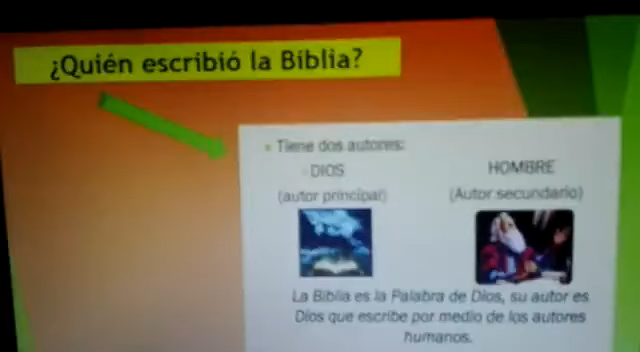 ¿Quién escribió la Biblia?
Tiene dos autores:
DIOS HOMBRE
(autor principal) (Autor secundario)
La Biblia es la Palabra de Dios, su autor es
Dios que escribe por medio de los autores
humanos.